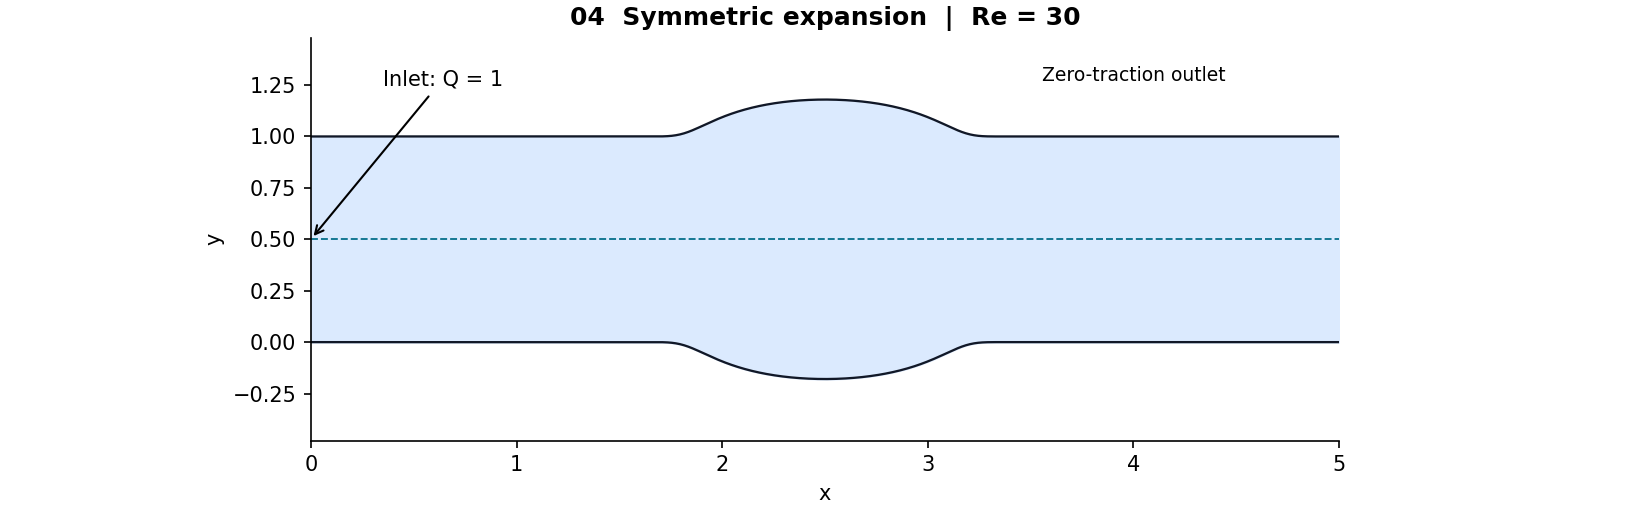 04  Symmetric expansion  |  Re = 30
Inlet: Q = 1
Zero-traction outlet
1.25
1.00
0.75
0.50
0.25
0.00
−0.25
y
0 1 2 3 4 5
x